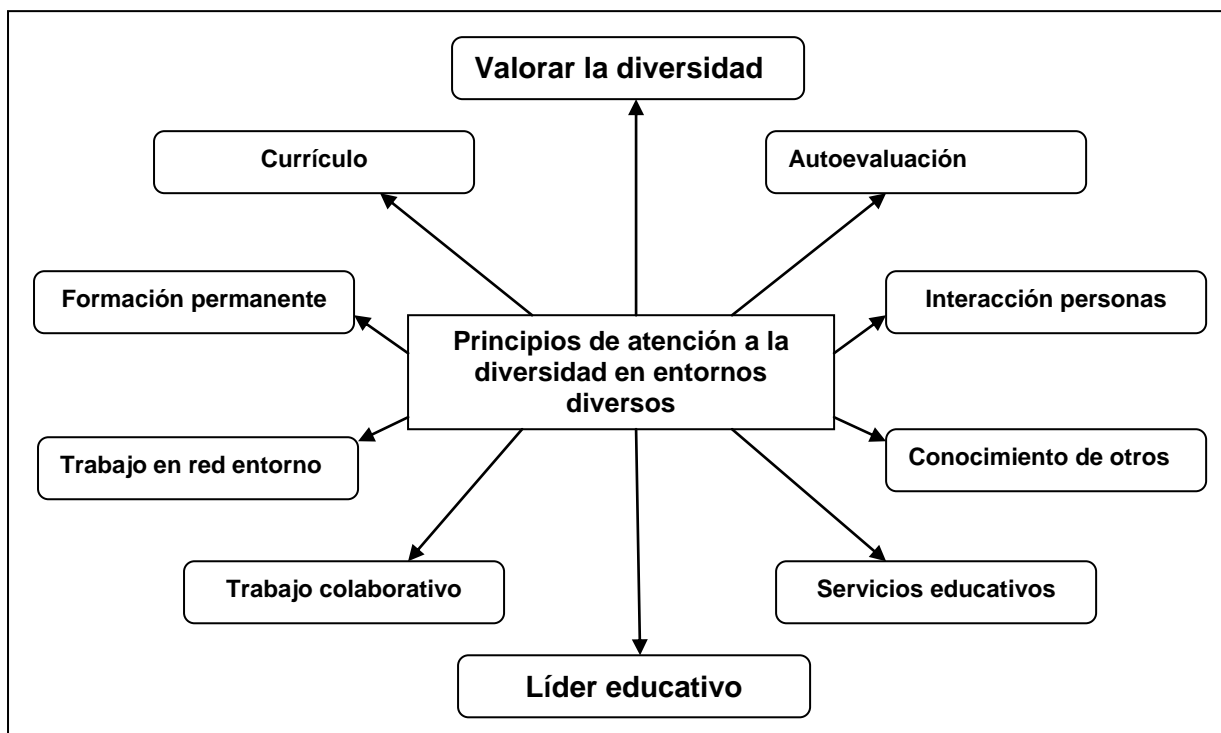 Valorar la diversidad
Currículo
Autoevaluación
Formación permanente
Interacción personas
Principios de atención a la
diversidad en entornos
diversos
Trabajo en red entorno
Conocimiento de otros
Trabajo colaborativo
Servicios educativos
Líder educativo